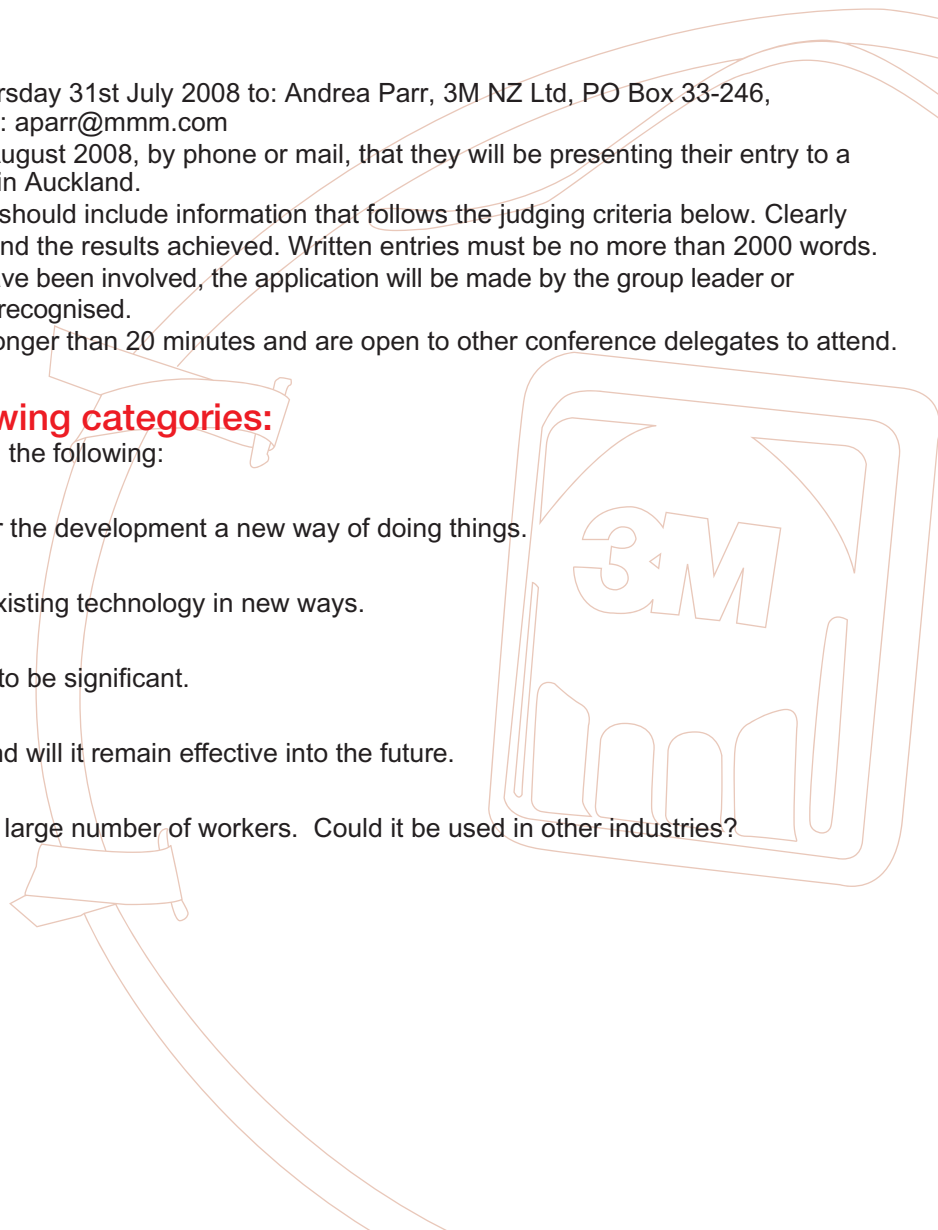 rsday 31st July 2008 to: Andrea Parr, 3M NZ Ltd, PO Box 33-246,
: aparr@mmm.com
ugust 2008, by phone or mail, that they will be presenting their entry to a
in Auckland.
should include information that follows the judging criteria below. Clearly
nd the results achieved. Written entries must be no more than 2000 words.
ve been involved, the application will be made by the group leader or
recognised.
onger than 20 minutes and are open to other conference delegates to attend.
wing categories:
the following:
r the development a new way of doing things.
3M
xisting technology in new ways.
to be significant.
nd will it remain effective into the future.
large number of workers. Could it be used in other industries?